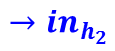 → in_{h_2}